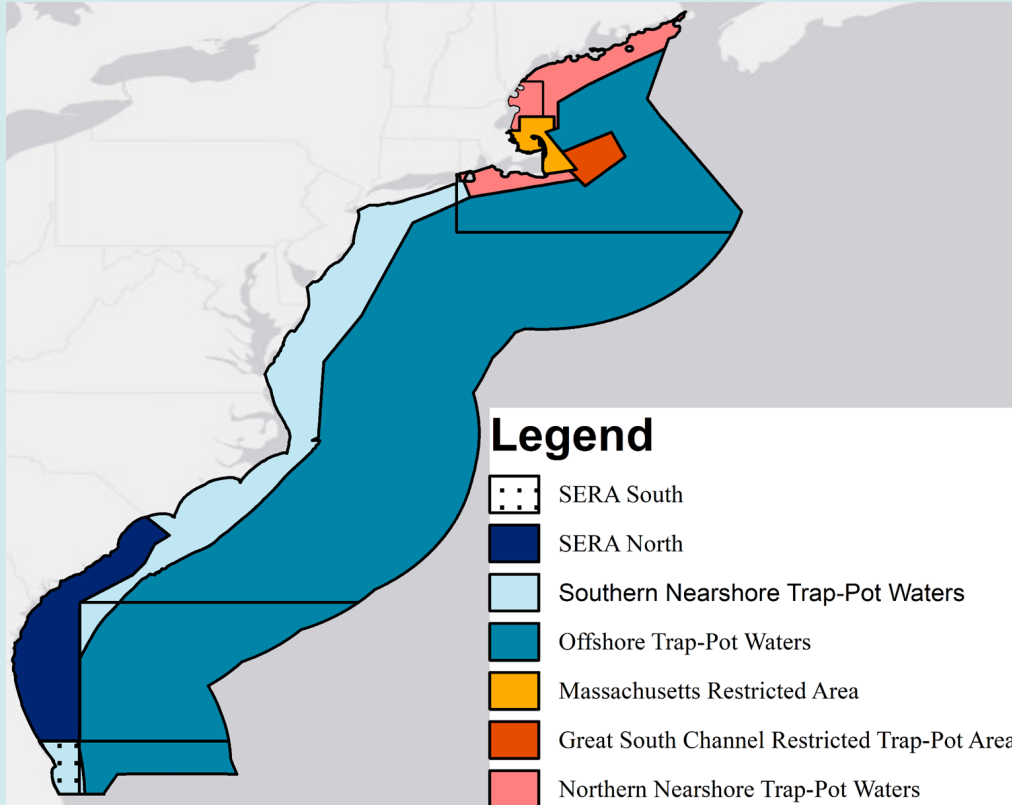 Legend
SERA South
SERA North
Southern Nearshore Trap-Pot Waters
Offshore Trap-Pot Waters
Massachusetts Restricted Area
Great South Channel Restricted Trap-Pot Area
Northern Nearshore Trap-Pot Waters